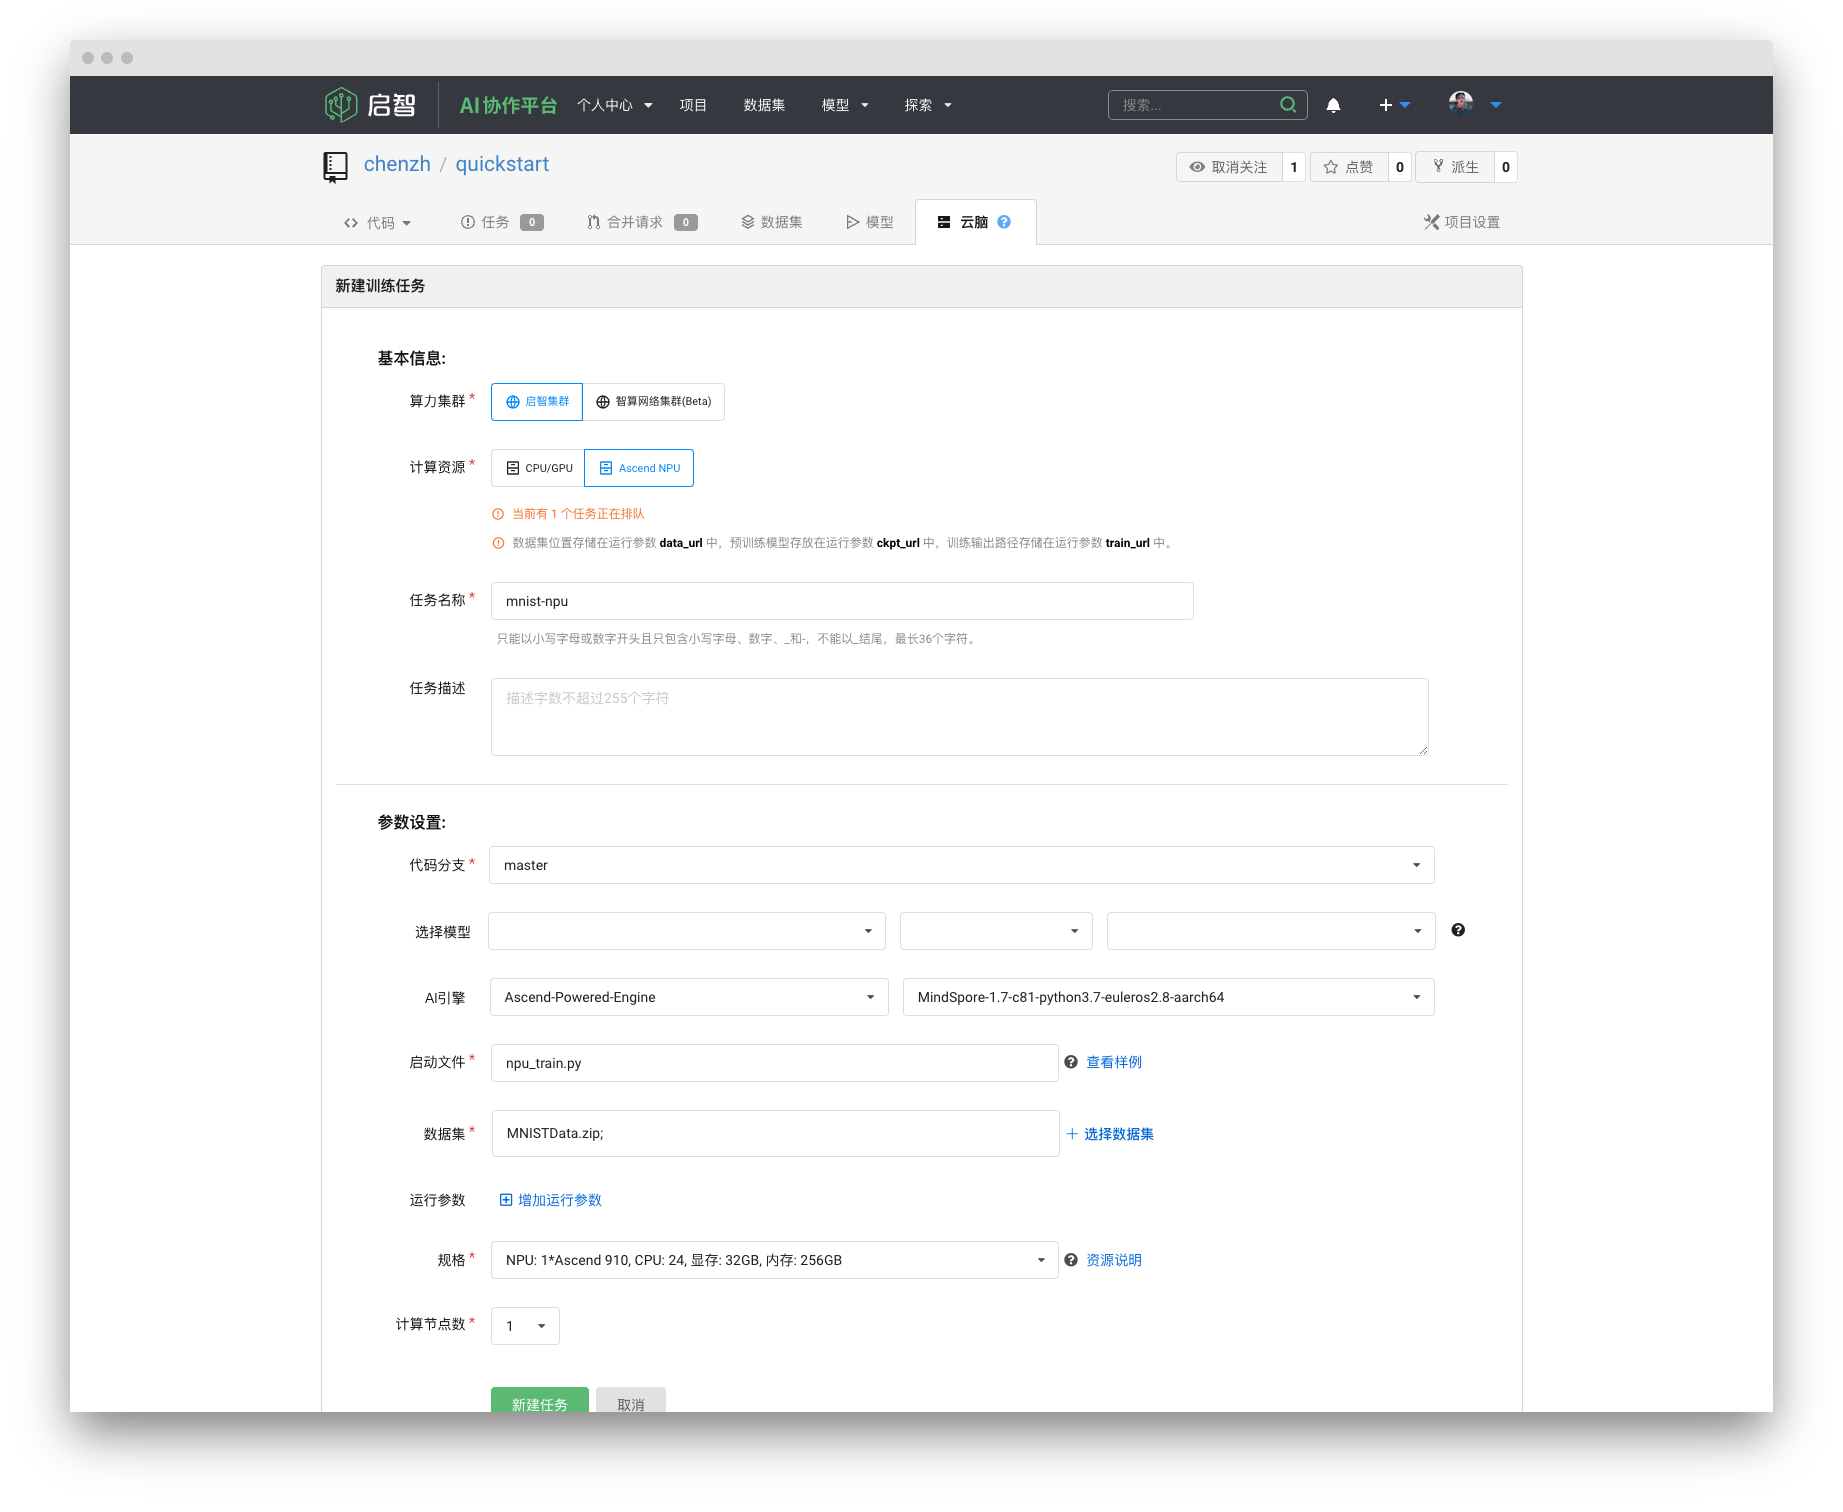 启智 AI协作平台 个人中心 项目 数据集 模型 探索 搜索...
chenzh / quickstart 取消关注 1 点赞 0 派生 0
代码 任务 0 合并请求 0 数据集 模型 云脑 ? 项目设置
新建训练任务
基本信息:
算力集群* 启智集群 智算网络集群(Beta)
计算资源* CPU/GPU Ascend NPU
当前有 1 个任务正在排队
数据集位置存储在运行参数 data_url 中，预训练模型存放在运行参数 ckpt_url 中，训练输出路径存储在运行参数 train_url 中。
任务名称* mnist-npu
只能以小写字母或数字开头且只包含小写字母、数字、_和-，不能以_结尾，最长36个字符。
任务描述 描述字数不超过255个字符
参数设置:
代码分支* master
选择模型 ?
AI引擎 Ascend-Powered-Engine MindSpore-1.7-c81-python3.7-euleros2.8-aarch64
启动文件* npu_train.py ? 查看样例
数据集* MNISTData.zip; + 选择数据集
运行参数 增加运行参数
规格* NPU: 1*Ascend 910, CPU: 24, 显存: 32GB, 内存: 256GB ? 资源说明
计算节点数* 1
新建任务 取消